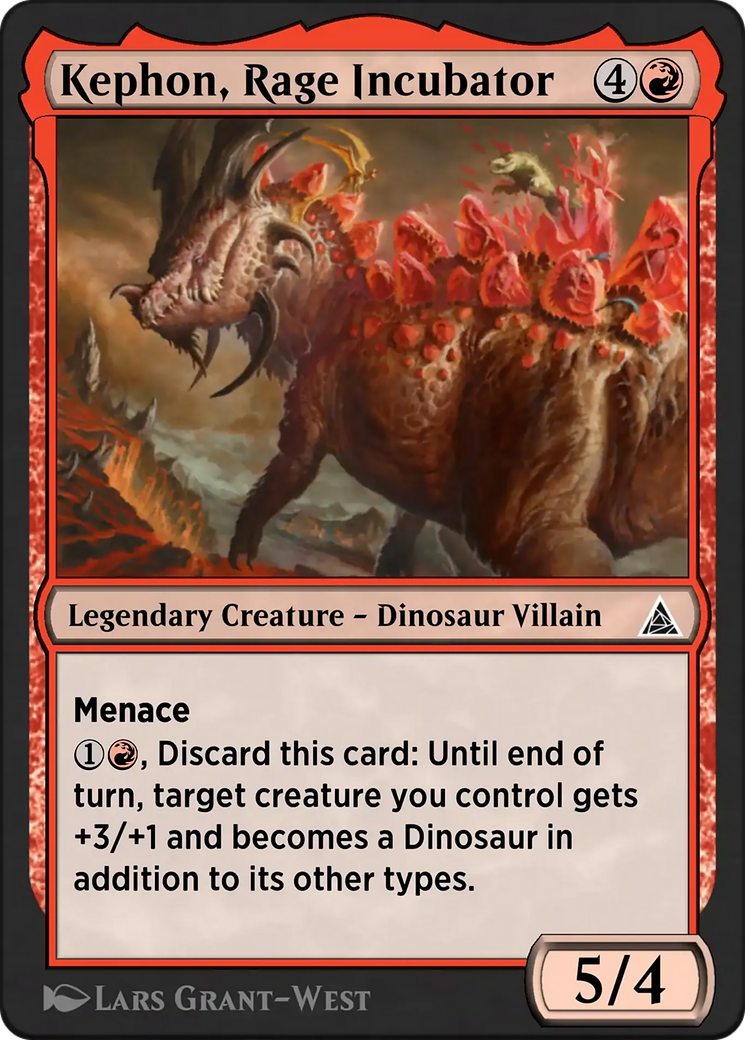 Kephon, Rage Incubator 4
Legendary Creature – Dinosaur Villain
Menace
1, Discard this card: Until end of
turn, target creature you control gets
+3/+1 and becomes a Dinosaur in
addition to its other types.
5/4
Lars Grant-West